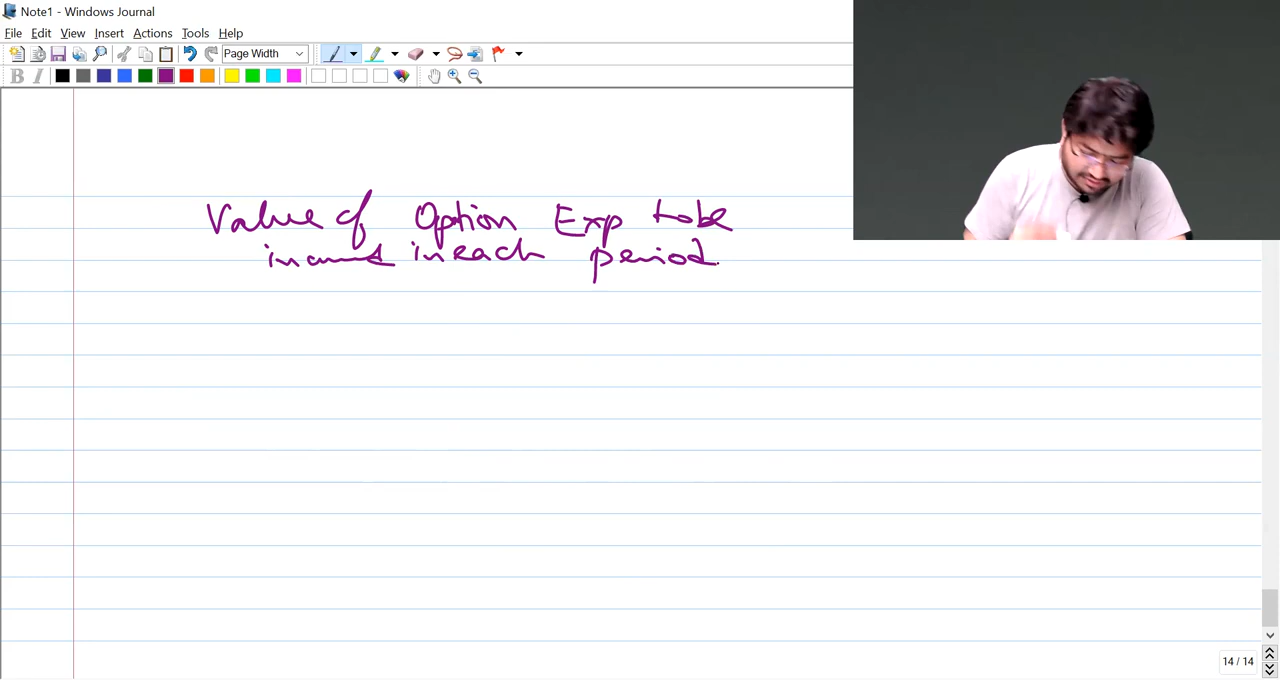 Note1 - Windows Journal
File Edit View Insert Actions Tools Help
Page Width
B I
Value of Option Exp to be
incurred in each period.
14 / 14